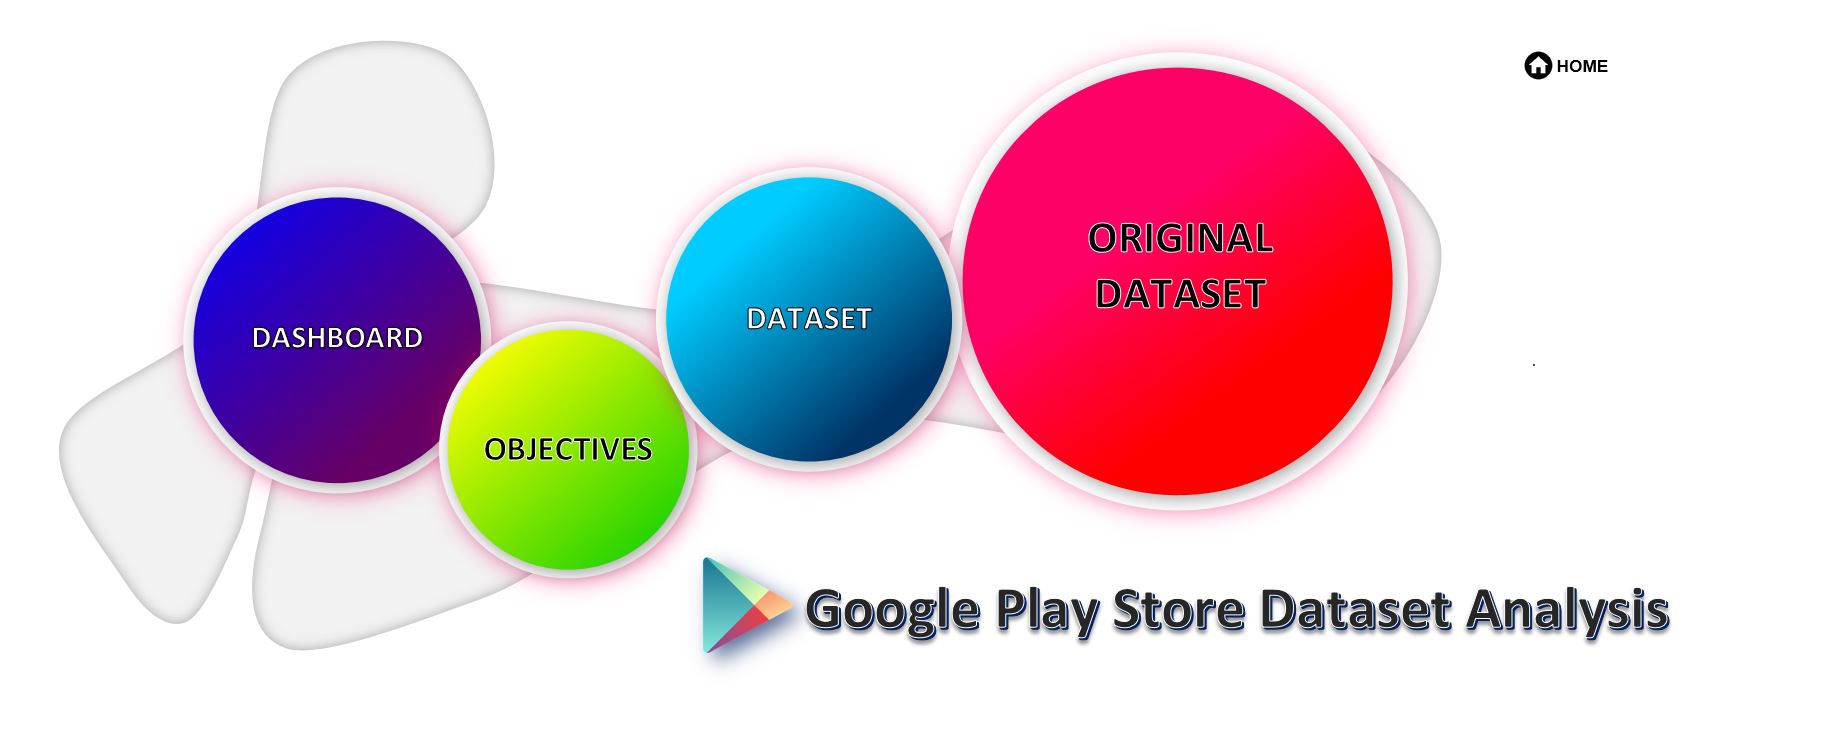 HOME
ORIGINAL
DATASET
DATASET
DASHBOARD
OBJECTIVES
Google Play Store Dataset Analysis